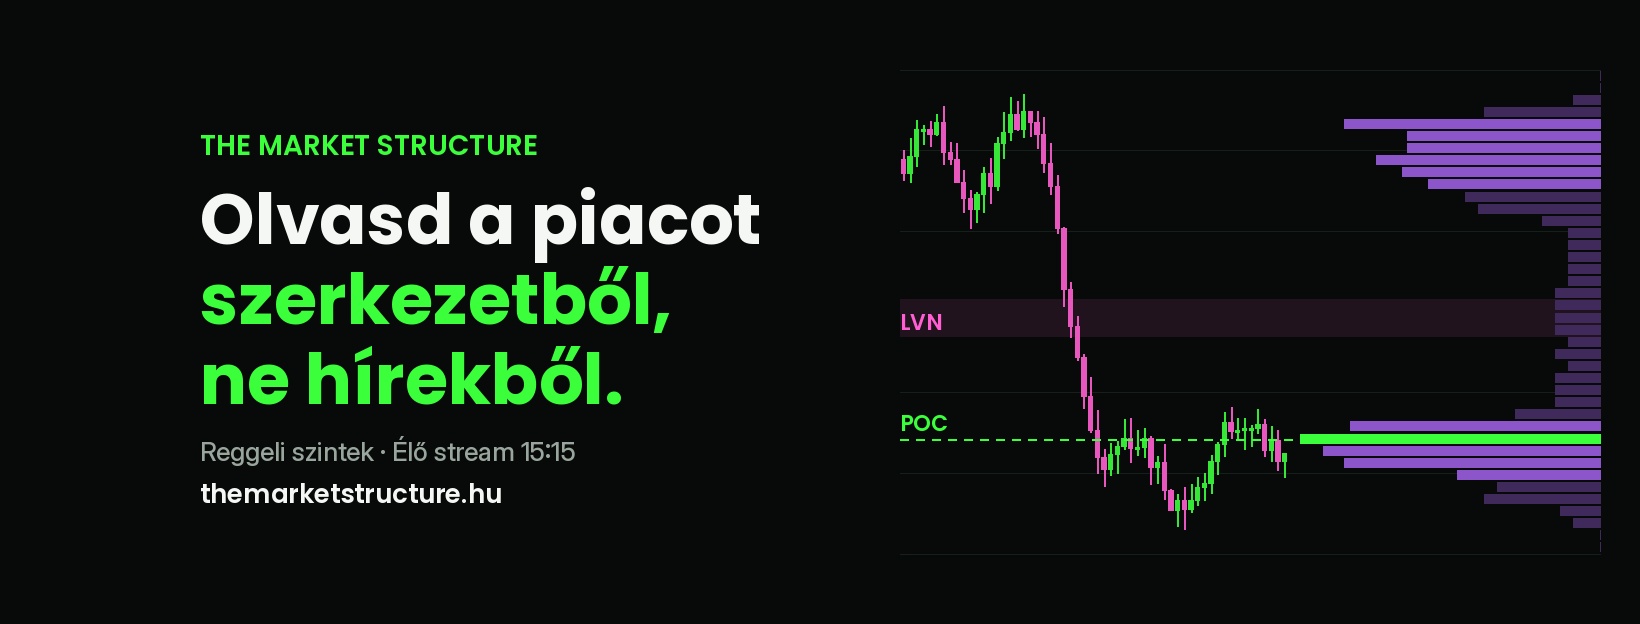 THE MARKET STRUCTURE
Olvasd a piacot
szerkezetből,
ne hírekből.
Reggeli szintek · Élő stream 15:15
themarketstructure.hu
LVN
POC